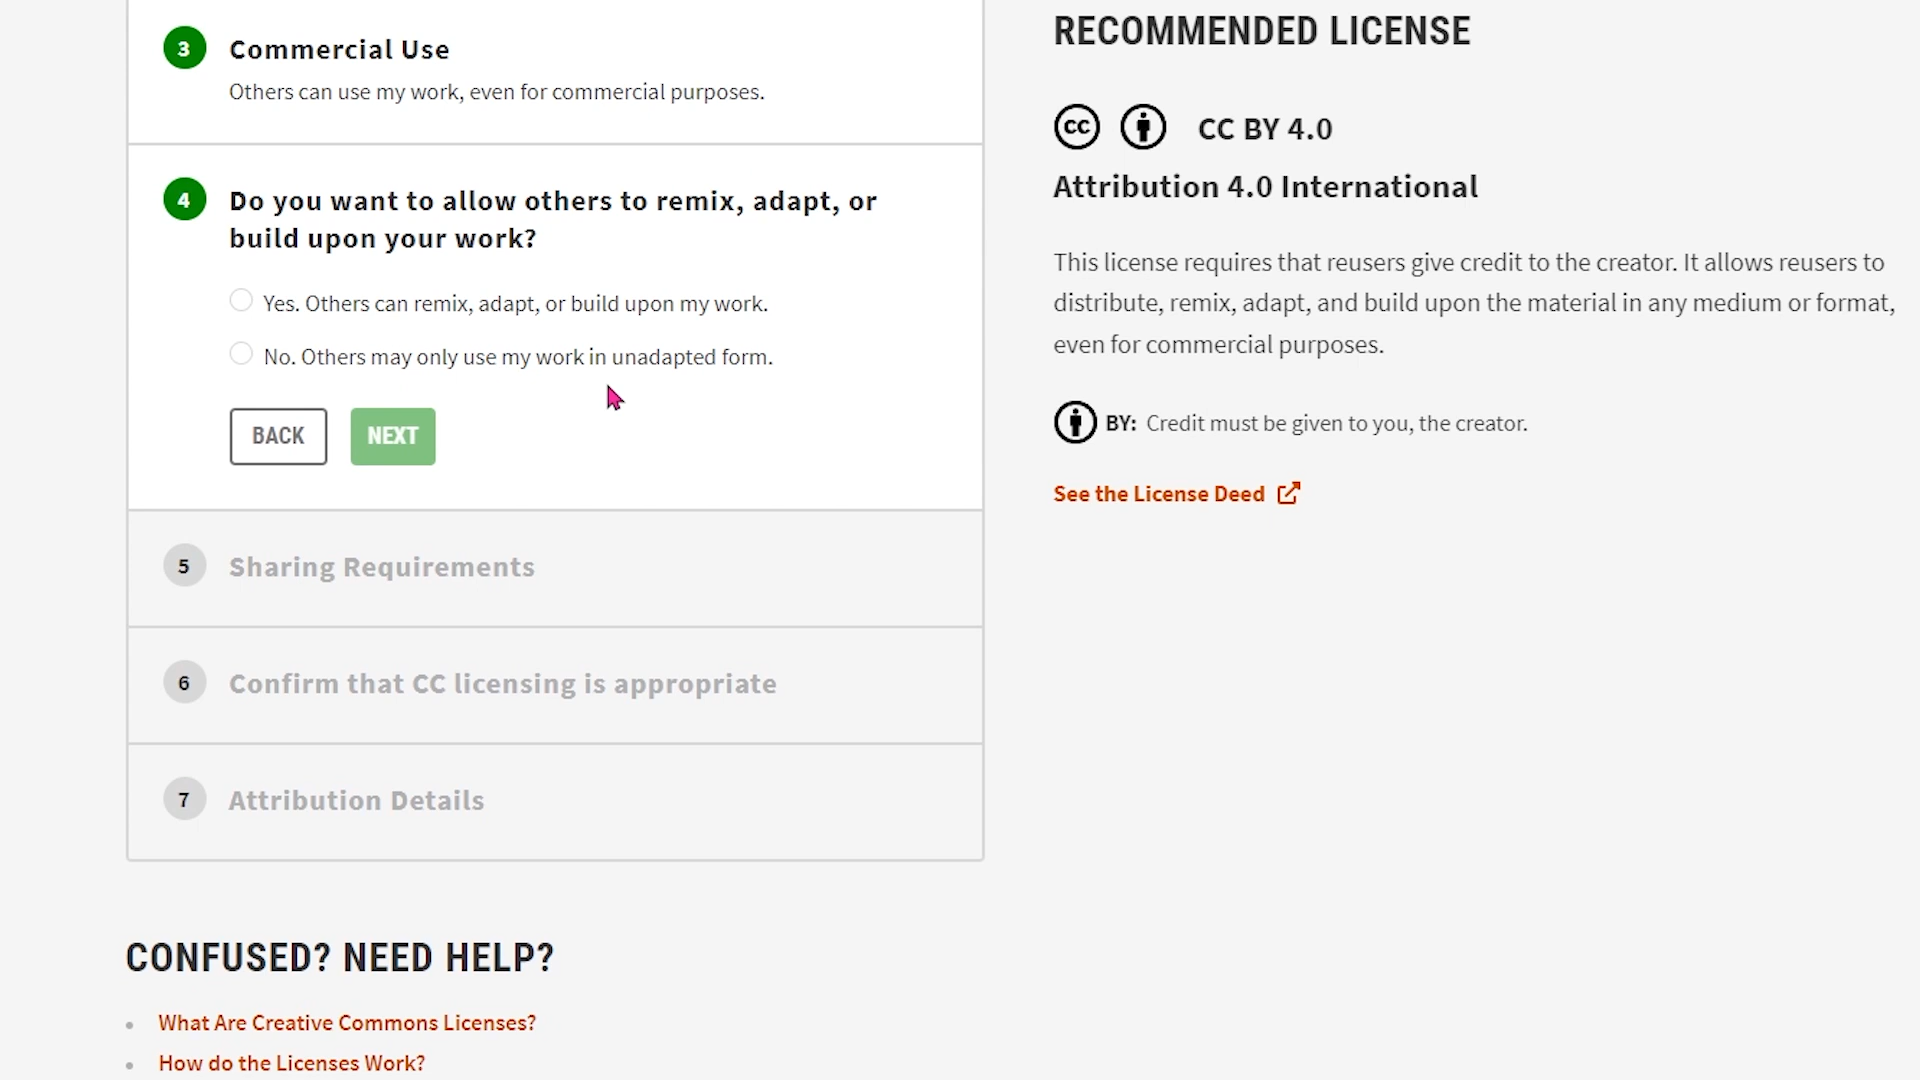 3 Commercial Use
Others can use my work, even for commercial purposes.
4 Do you want to allow others to remix, adapt, or
build upon your work?
Yes. Others can remix, adapt, or build upon my work.
No. Others may only use my work in unadapted form.
BACK NEXT
5 Sharing Requirements
6 Confirm that CC licensing is appropriate
7 Attribution Details
CONFUSED? NEED HELP?
What Are Creative Commons Licenses?
How do the Licenses Work?
RECOMMENDED LICENSE
cc CC BY 4.0
Attribution 4.0 International
This license requires that reusers give credit to the creator. It allows reusers to
distribute, remix, adapt, and build upon the material in any medium or format,
even for commercial purposes.
BY: Credit must be given to you, the creator.
See the License Deed